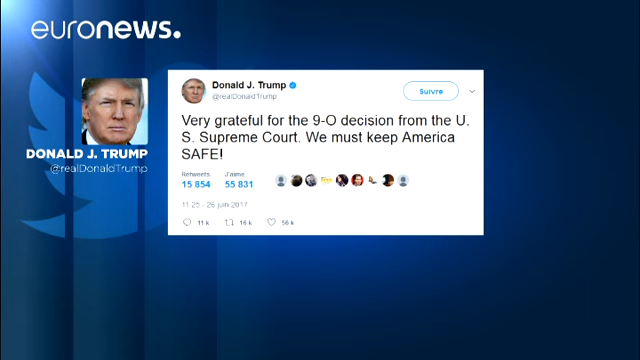 euronews.
DONALD J. TRUMP
@realDonaldTrump
Donald J. Trump
@realDonaldTrump
Suivre
Very grateful for the 9-O decision from the U.
S. Supreme Court. We must keep America
SAFE!
Retweets J'aime
15 854 55 831
11:25 - 26 juin 2017
11 k 16 k 56 k